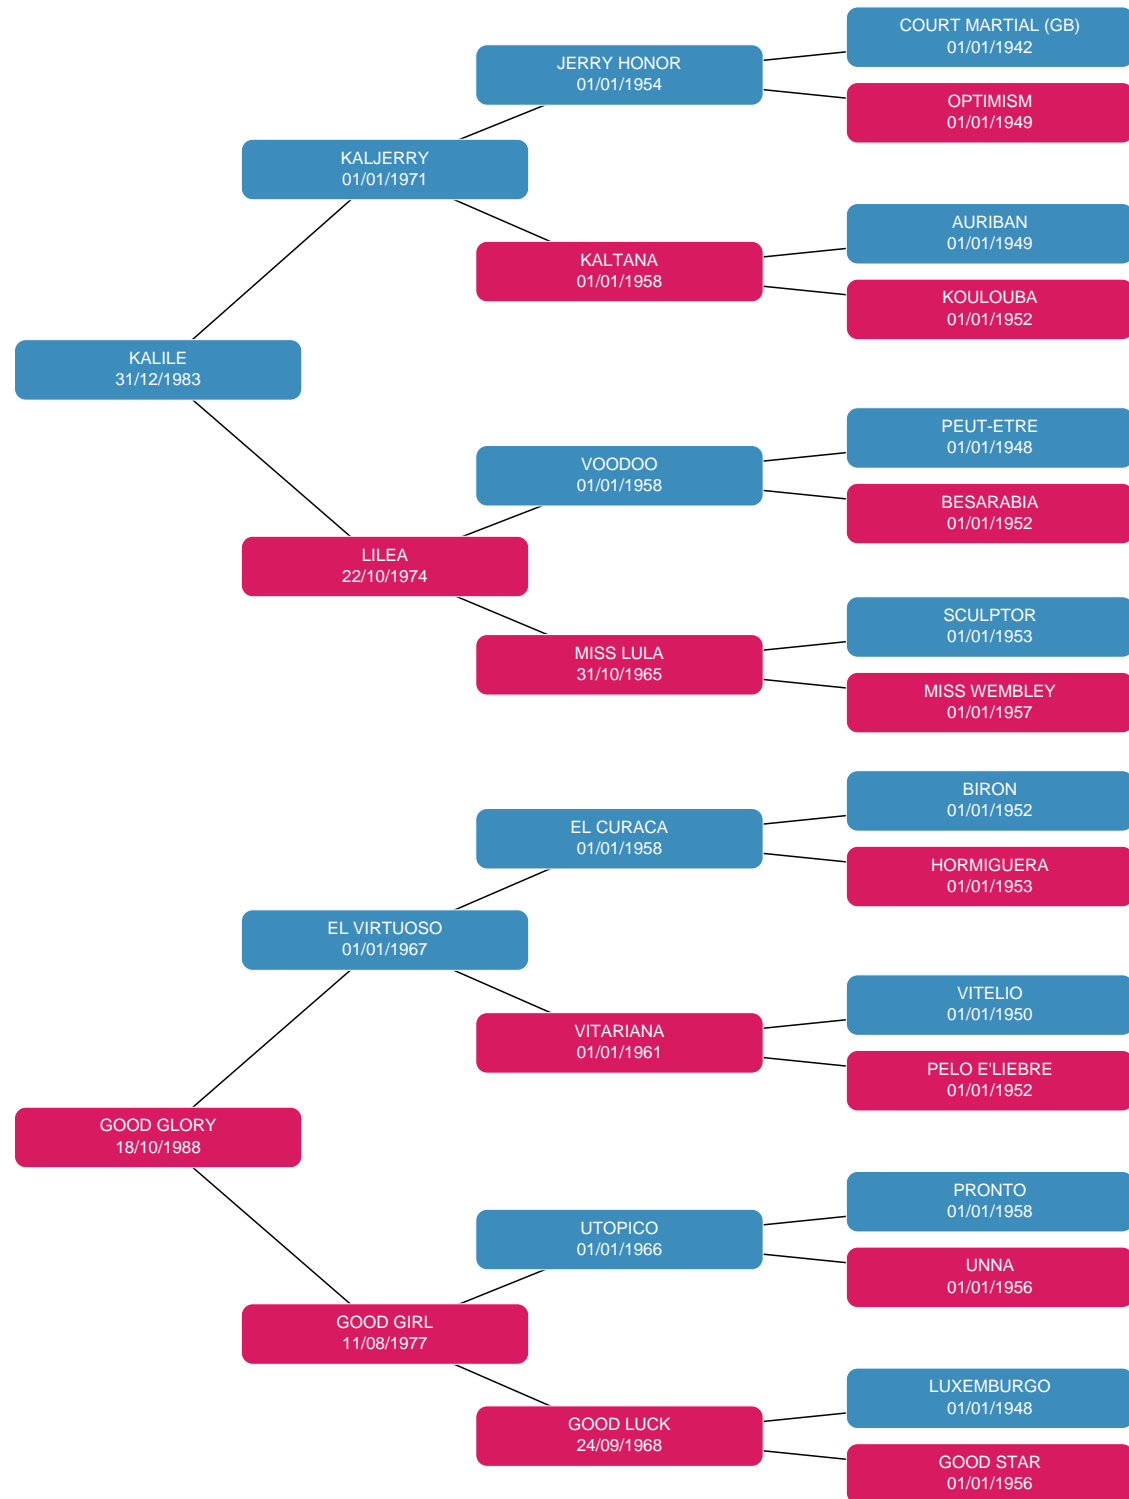 COURT MARTIAL (GB)
01/01/1942
JERRY HONOR
01/01/1954
OPTIMISM
01/01/1949
KALJERRY
01/01/1971
AURIBAN
01/01/1949
KALTANA
01/01/1958
KOULOUBA
01/01/1952
KALILE
31/12/1983
PEUT-ETRE
01/01/1948
VOODOO
01/01/1958
BESARABIA
01/01/1952
LILEA
22/10/1974
SCULPTOR
01/01/1953
MISS LULA
31/10/1965
MISS WEMBLEY
01/01/1957
BIRON
01/01/1952
EL CURACA
01/01/1958
HORMIGUERA
01/01/1953
EL VIRTUOSO
01/01/1967
VITELIO
01/01/1950
VITARIANA
01/01/1961
PELO E'LIEBRE
01/01/1952
GOOD GLORY
18/10/1988
PRONTO
01/01/1958
UTOPICO
01/01/1966
UNNA
01/01/1956
GOOD GIRL
11/08/1977
LUXEMBURGO
01/01/1948
GOOD LUCK
24/09/1968
GOOD STAR
01/01/1956